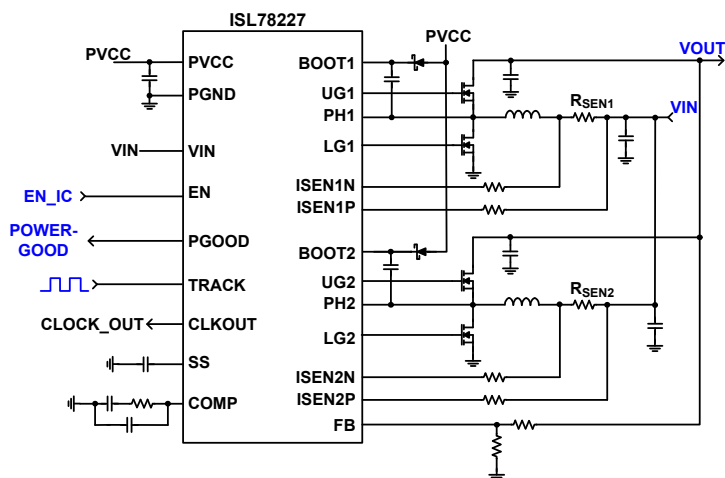 ISL78227
PVCC
PVCC
PGND
VIN
VIN
EN_IC
EN
POWER-
GOOD
PGOOD
TRACK
CLOCK_OUT
CLKOUT
SS
COMP
BOOT1
PVCC
VOUT
UG1
PH1
RSEN1
VIN
LG1
ISEN1N
ISEN1P
BOOT2
UG2
PH2
RSEN2
LG2
ISEN2N
ISEN2P
FB